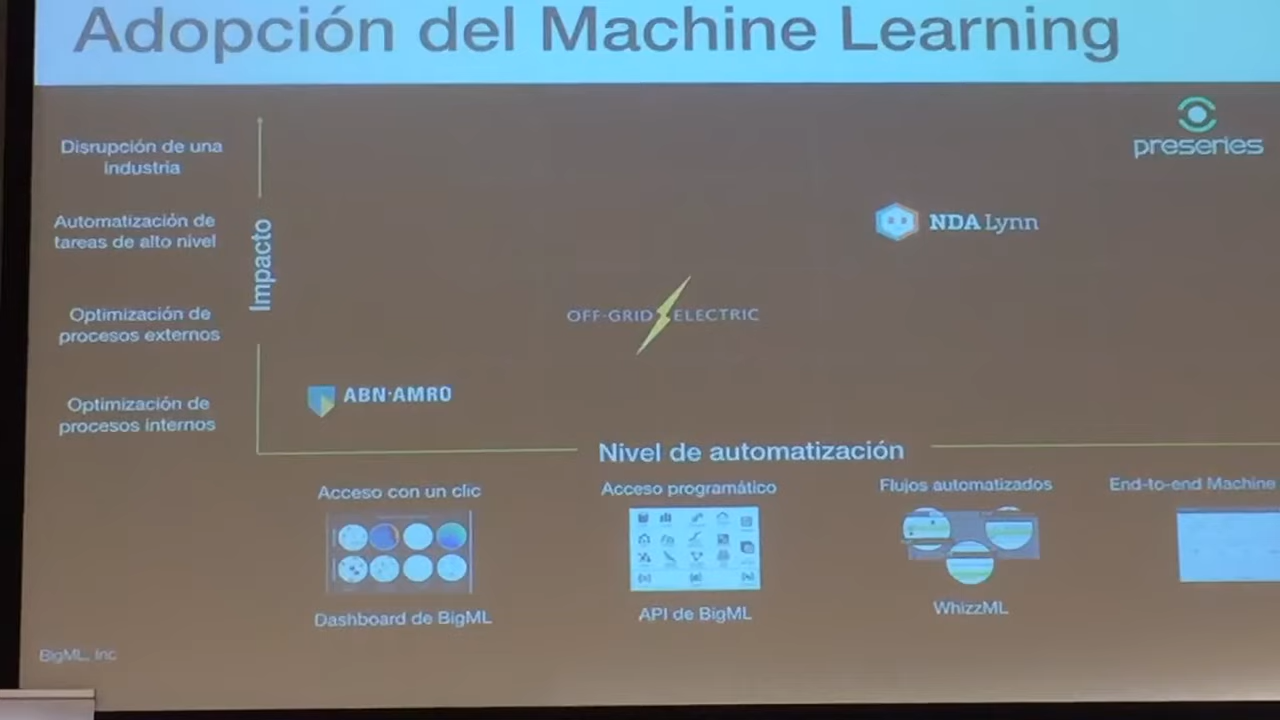 Adopción del Machine Learning
preseries
Disrupción de una
industria
Automatización de
tareas de alto nivel
NDA Lynn
Impacto
Optimización de
procesos externos
OFF-GRID ELECTRIC
Optimización de
procesos internos
ABN·AMRO
Nivel de automatización
Acceso con un clic
Acceso programático
Flujos automatizados
End-to-end Machine
Dashboard de BigML
API de BigML
WhizzML
BigML, Inc